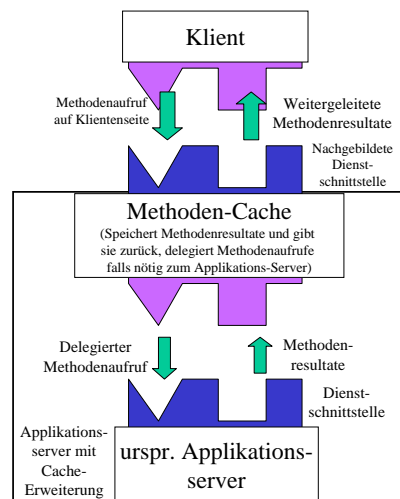 Klient
Methodenaufruf
auf Klientenseite
Weitergeleitete
Methodenresultate
Nachgebildete
Dienst-
schnittstelle
Methoden-Cache
(Speichert Methodenresultate und gibt
sie zurück, delegiert Methodenaufrufe
falls nötig zum Applikations-Server)
Delegierter
Methodenaufruf
Methoden-
resultate
Dienst-
schnittstelle
Applikations-
server mit
Cache-
Erweiterung
urspr. Applikations-
server